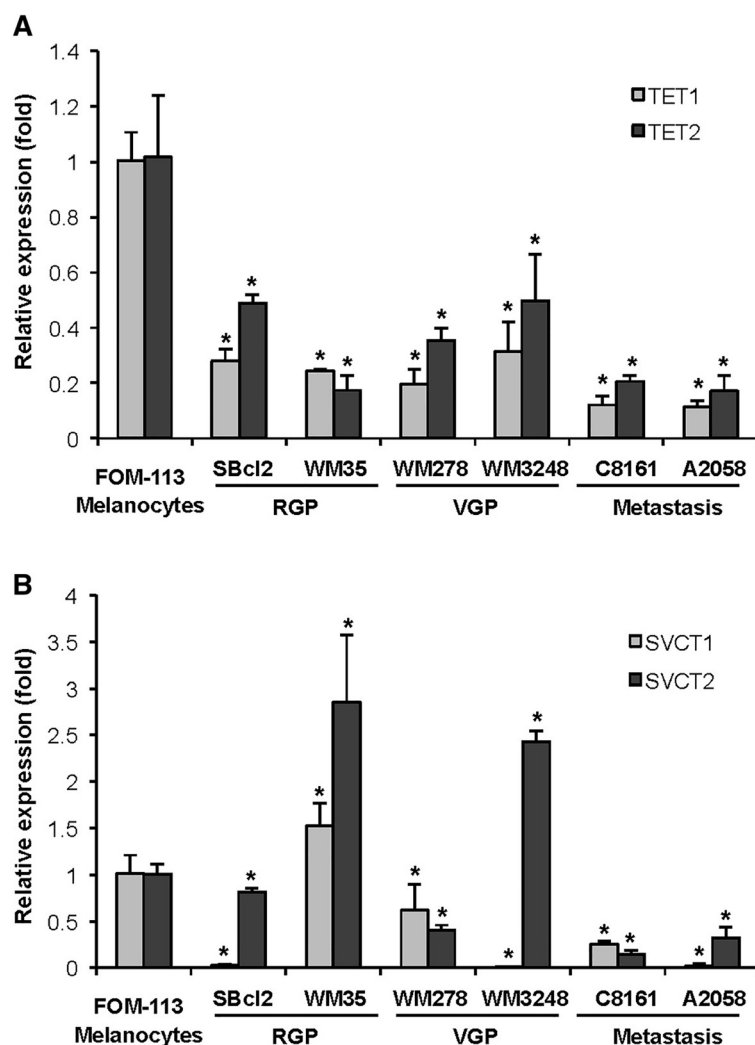 A
Relative expression (fold)
1.4
1.2
1
0.8
0.6
0.4
0.2
0
TET1
TET2
* * * * * * * * * * * *
FOM-113 SBcl2 WM35 WM278 WM3248 C8161 A2058
Melanocytes RGP VGP Metastasis
B
Relative expression (fold)
4
3.5
3
2.5
2
1.5
1
0.5
0
SVCT1
SVCT2
* * * * * * * * * * * *
FOM-113 SBcl2 WM35 WM278 WM3248 C8161 A2058
Melanocytes RGP VGP Metastasis